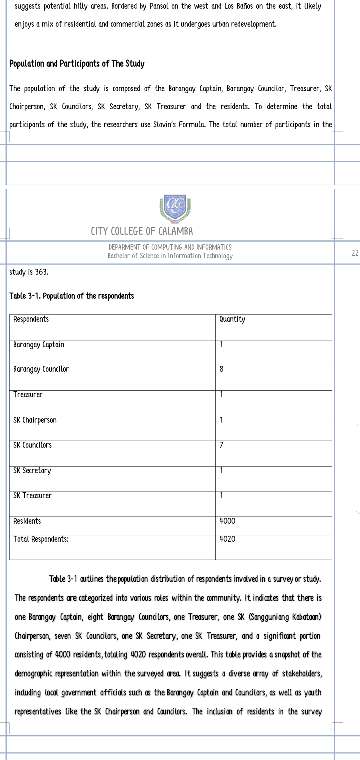 suggests potential hilly areas. Bordered by Pansol on the west and Los Baños on the east, it likely
enjoys a mix of residential and commercial zones as it undergoes urban redevelopment.
Population and Participants of The Study
The population of the study is composed of the Barangay Captain, Barangay Councilor, Treasurer, SK
Chairperson, SK Councilors, SK Secretary, SK Treasurer and the residents. To determine the total
participants of the study, the researchers use Slovin's Formula. The total number of participants in the
CITY COLLEGE OF CALAMBA
DEPARMENT OF COMPUTING AND INFORMATICS
Bachelor of Science in Information Technology
22
study is 363.
Table 3-1. Population of the respondents
Respondents Quantity
Barangay Captain 1
Barangay Councilor 8
Treasurer 1
SK Chairperson 1
SK Councilors 7
SK Secretary 1
SK Treasurer 1
Residents 4000
Total Respondents: 4020
Table 3-1 outlines the population distribution of respondents involved in a survey or study.
The respondents are categorized into various roles within the community. It indicates that there is
one Barangay Captain, eight Barangay Councilors, one Treasurer, one SK (Sangguniang Kabataan)
Chairperson, seven SK Councilors, one SK Secretary, one SK Treasurer, and a significant portion
consisting of 4000 residents, totaling 4020 respondents overall. This table provides a snapshot of the
demographic representation within the surveyed area. It suggests a diverse array of stakeholders,
including local government officials such as the Barangay Captain and Councilors, as well as youth
representatives like the SK Chairperson and Councilors. The inclusion of residents in the survey